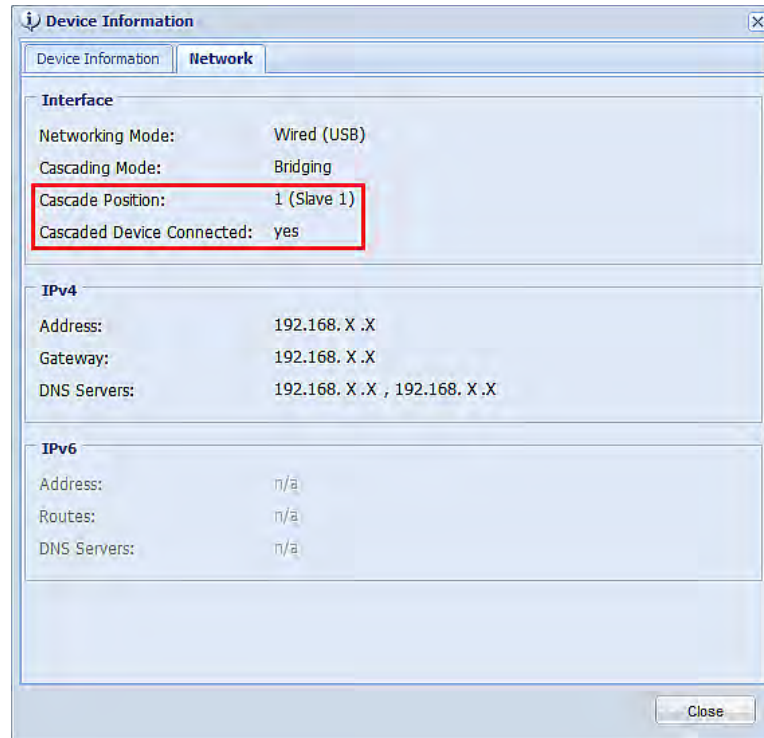 Device Information
Device Information Network
Interface
Networking Mode: Wired (USB)
Cascading Mode: Bridging
Cascade Position: 1 (Slave 1)
Cascaded Device Connected: yes
IPv4
Address: 192.168. X .X
Gateway: 192.168. X .X
DNS Servers: 192.168. X .X , 192.168. X .X
IPv6
Address: n/a
Routes: n/a
DNS Servers: n/a
Close